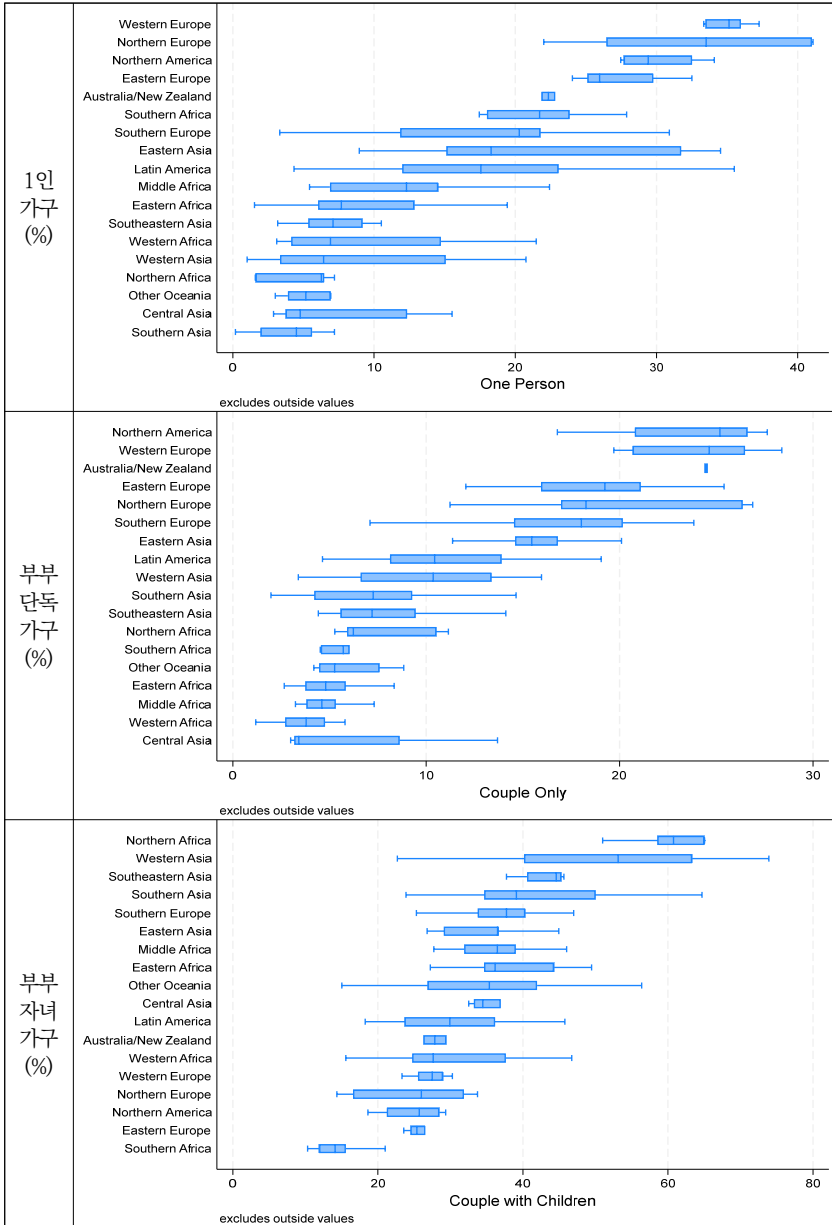 1인
가구
(%)
Western Europe
Northern Europe
Northern America
Eastern Europe
Australia/New Zealand
Southern Africa
Southern Europe
Eastern Asia
Latin America
Middle Africa
Eastern Africa
Southeastern Asia
Western Africa
Western Asia
Northern Africa
Other Oceania
Central Asia
Southern Asia
0 10 20 30 40
One Person
excludes outside values
부부
단독
가구
(%)
Northern America
Western Europe
Australia/New Zealand
Eastern Europe
Northern Europe
Southern Europe
Eastern Asia
Latin America
Western Asia
Southern Asia
Southeastern Asia
Northern Africa
Southern Africa
Other Oceania
Eastern Africa
Middle Africa
Western Africa
Central Asia
0 10 20 30
Couple Only
excludes outside values
부부
자녀
가구
(%)
Northern Africa
Western Asia
Southeastern Asia
Southern Asia
Southern Europe
Eastern Asia
Middle Africa
Eastern Africa
Other Oceania
Central Asia
Latin America
Australia/New Zealand
Western Africa
Western Europe
Northern Europe
Northern America
Eastern Europe
Southern Africa
0 20 40 60 80
Couple with Children
excludes outside values